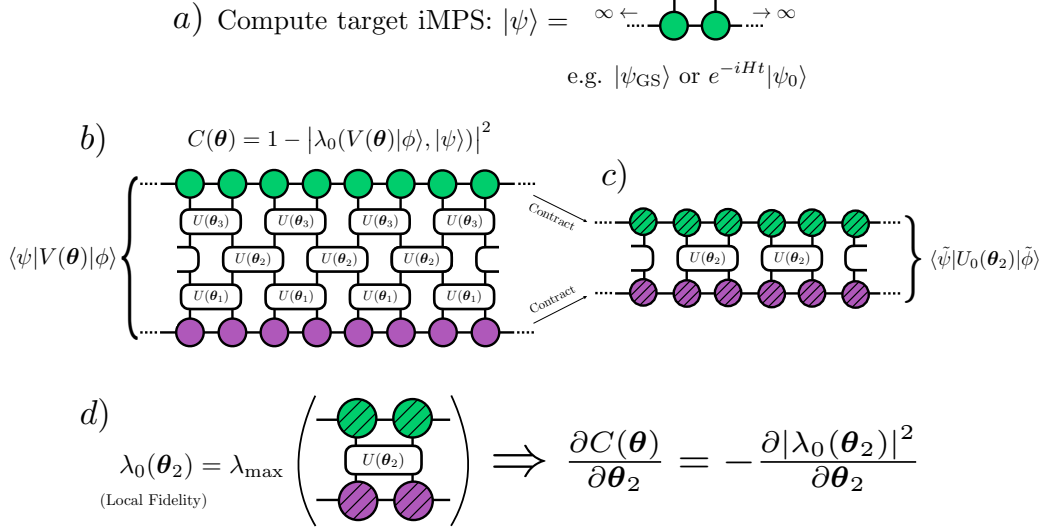 a) Compute target iMPS: |ψ⟩ = ∞ ← → ∞
e.g. |ψ_GS⟩ or e^{−iHt}|ψ_0⟩
b) C(θ) = 1 − |λ_0(V(θ)|ϕ⟩, |ψ⟩)|^2
c)
U(θ_3) U(θ_3) U(θ_3) U(θ_3)
Contract
⟨ψ|V(θ)|ϕ⟩ U(θ_2) U(θ_2) U(θ_2)
U(θ_2) U(θ_2) ⟨ψ̃|U_0(θ_2)|ϕ̃⟩
U(θ_1) U(θ_1) U(θ_1) U(θ_1)
Contract
d)
λ_0(θ_2) = λ_max ( U(θ_2) ) ⇒ ∂C(θ)/∂θ_2 = − ∂|λ_0(θ_2)|^2/∂θ_2
(Local Fidelity)